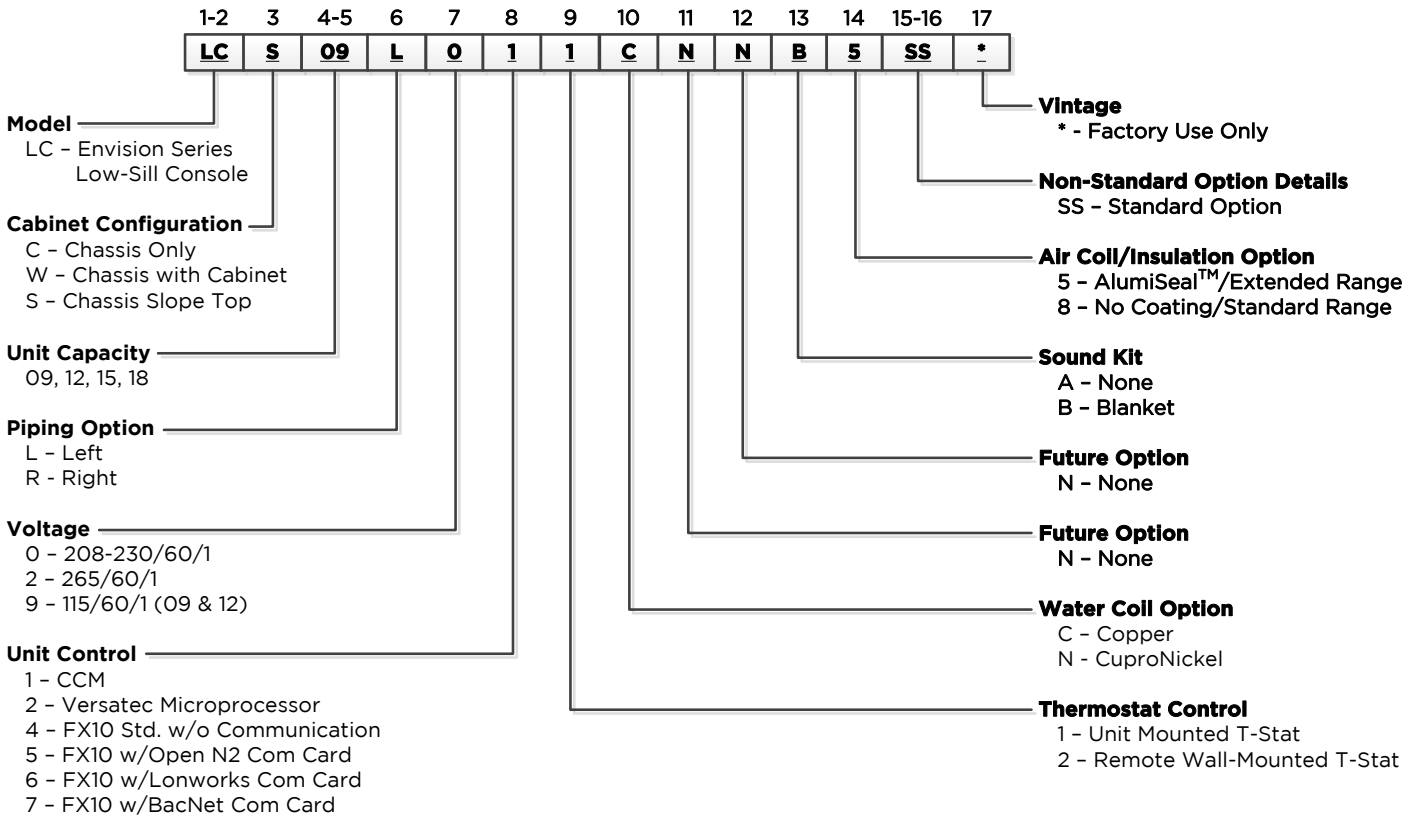 1-2 3 4-5 6 7 8 9 10 11 12 13 14 15-16 17
LC S 09 L 0 1 1 C N N B 5 SS *
Model
LC – Envision Series
Low-Sill Console
Cabinet Configuration
C – Chassis Only
W – Chassis with Cabinet
S – Chassis Slope Top
Unit Capacity
09, 12, 15, 18
Piping Option
L – Left
R - Right
Voltage
0 – 208-230/60/1
2 – 265/60/1
9 – 115/60/1 (09 & 12)
Unit Control
1 – CCM
2 – Versatec Microprocessor
4 – FX10 Std. w/o Communication
5 – FX10 w/Open N2 Com Card
6 – FX10 w/Lonworks Com Card
7 – FX10 w/BacNet Com Card
Vintage
* - Factory Use Only
Non-Standard Option Details
SS – Standard Option
Air Coil/Insulation Option
5 – AlumiSeal™/Extended Range
8 – No Coating/Standard Range
Sound Kit
A – None
B – Blanket
Future Option
N – None
Future Option
N – None
Water Coil Option
C – Copper
N - CuproNickel
Thermostat Control
1 – Unit Mounted T-Stat
2 – Remote Wall-Mounted T-Stat